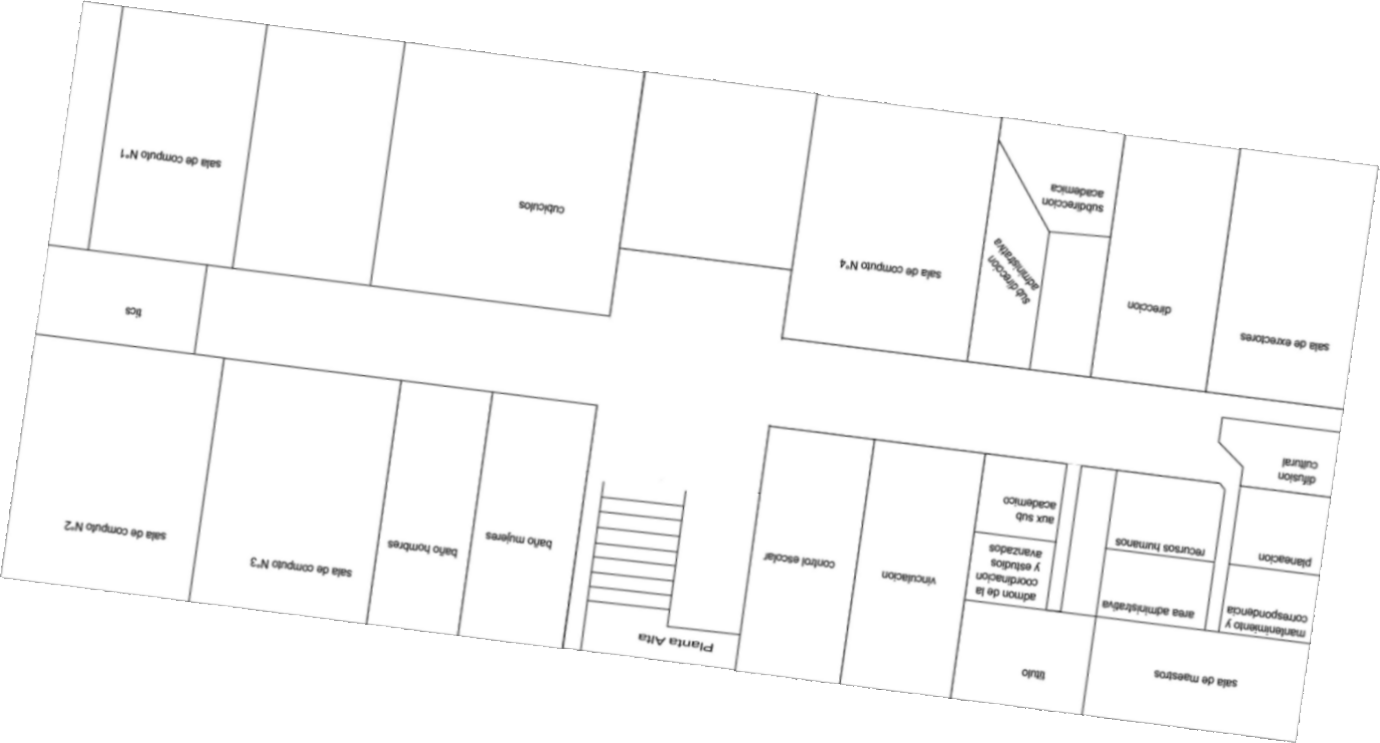 sala de maestros
titulo
Planta Alta
mantenimiento y
correspondencia
planeacion
difusion
cultural
area administrativa
recursos humanos
admon de la
coordinacion
y estudios
avanzados
aux sub
academico
vinculacion
control escolar
baño mujeres
baño hombres
sala de computo N°3
sala de computo N°2
tics
sala de exrectores
direccion
subdireccion
academica
sub direccion
administrativa
sala de computo N°4
cubiculos
sala de computo N°1